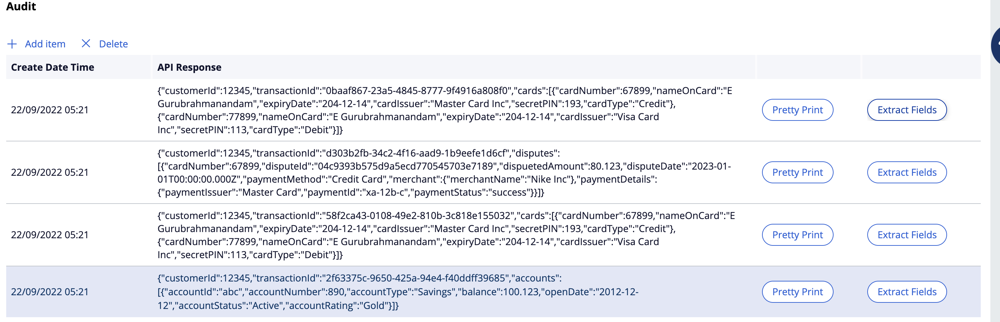 Audit
+ Add item × Delete
Create Date Time API Response
{"customerId":12345,"transactionId":"0baaf867-23a5-4845-8777-9f4916a808f0","cards":[{"cardNumber":67899,"nameOnCard":"E
Gurubrahmanandam","expiryDate":"204-12-14","cardIssuer":"Master Card Inc","secretPIN":193,"cardType":"Credit"},
22/09/2022 05:21 Pretty Print Extract Fields
{"cardNumber":77899,"nameOnCard":"E Gurubrahmanandam","expiryDate":"204-12-14","cardIssuer":"Visa Card
Inc","secretPIN":113,"cardType":"Debit"}]}
{"customerId":12345,"transactionId":"d303b2fb-34c2-4f16-aad9-1b9eefe1d6cf","disputes":
[{"cardNumber":67899,"disputeId":"04c9393b575d9a5ecd770545703e7189","dispuetedAmount":80.123,"disputeDate":"2023-01-
22/09/2022 05:21 Pretty Print Extract Fields
01T00:00:00.000Z","paymentMethod":"Credit Card","merchant":{"merchantName":"Nike Inc"},"paymentDetails":
{"paymentIssuer":"Master Card","paymentId":"xa-12b-c","paymentStatus":"success"}}]}
{"customerId":12345,"transactionId":"58f2ca43-0108-49e2-810b-3c818e155032","cards":[{"cardNumber":67899,"nameOnCard":"E
Gurubrahmanandam","expiryDate":"204-12-14","cardIssuer":"Master Card Inc","secretPIN":193,"cardType":"Credit"},
22/09/2022 05:21 Pretty Print Extract Fields
{"cardNumber":77899,"nameOnCard":"E Gurubrahmanandam","expiryDate":"204-12-14","cardIssuer":"Visa Card
Inc","secretPIN":113,"cardType":"Debit"}]}
{"customerId":12345,"transactionId":"2f63375c-9650-425a-94e4-f40ddff39685","accounts":
22/09/2022 05:21 [{"accountId":"abc","accountNumber":890,"accountType":"Savings","balance":100.123,"openDate":"2012-12- Pretty Print Extract Fields
12","accountStatus":"Active","accountRating":"Gold"}]}